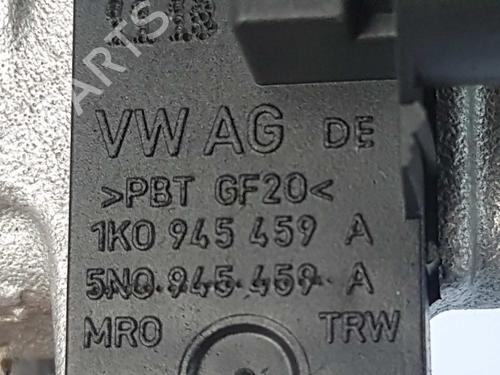 VW AG DE
>PBT GF20<
1K0 945 459 A
5N0 945 459 A
MRO TRW